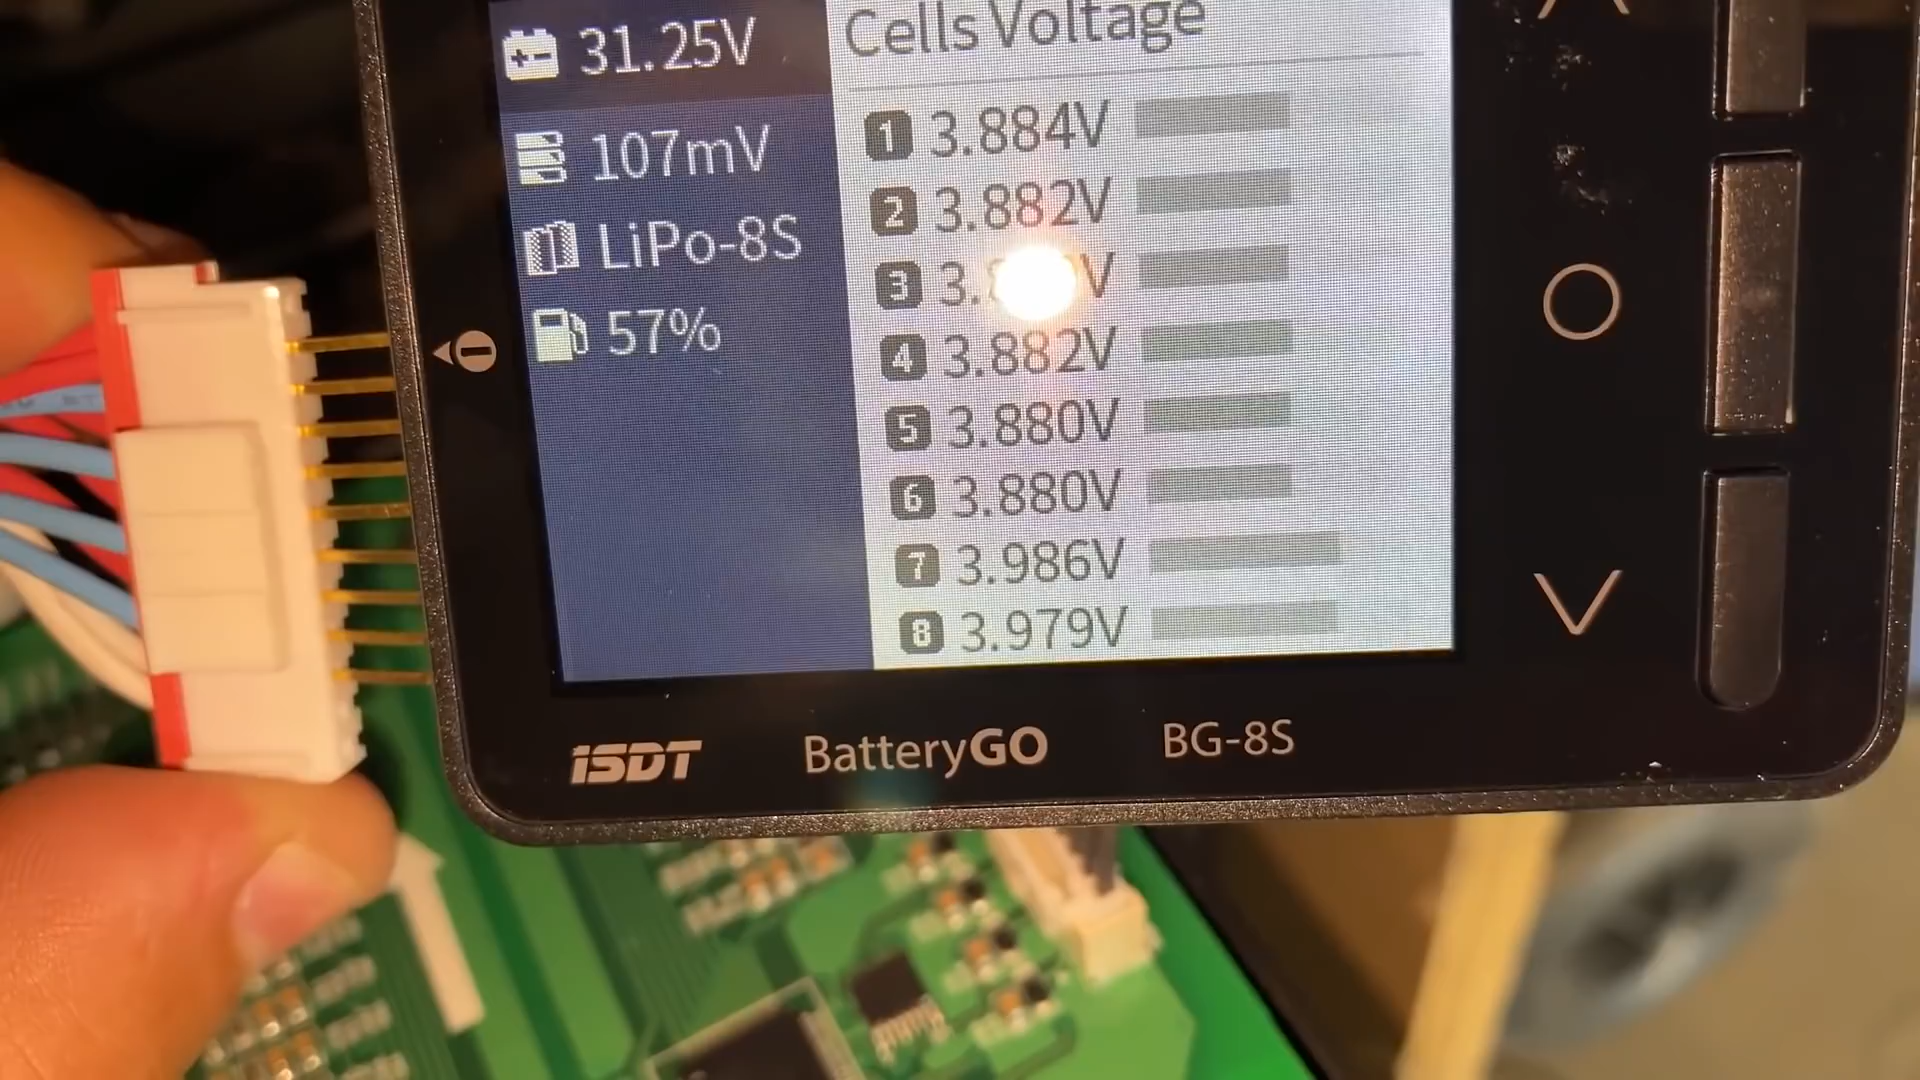 31.25V
107mV
LiPo-8S
57%
Cells Voltage
1 3.884V
2 3.882V
3
4 3.882V
5 3.880V
6 3.880V
7 3.986V
8 3.979V
iSDT BatteryGO BG-8S